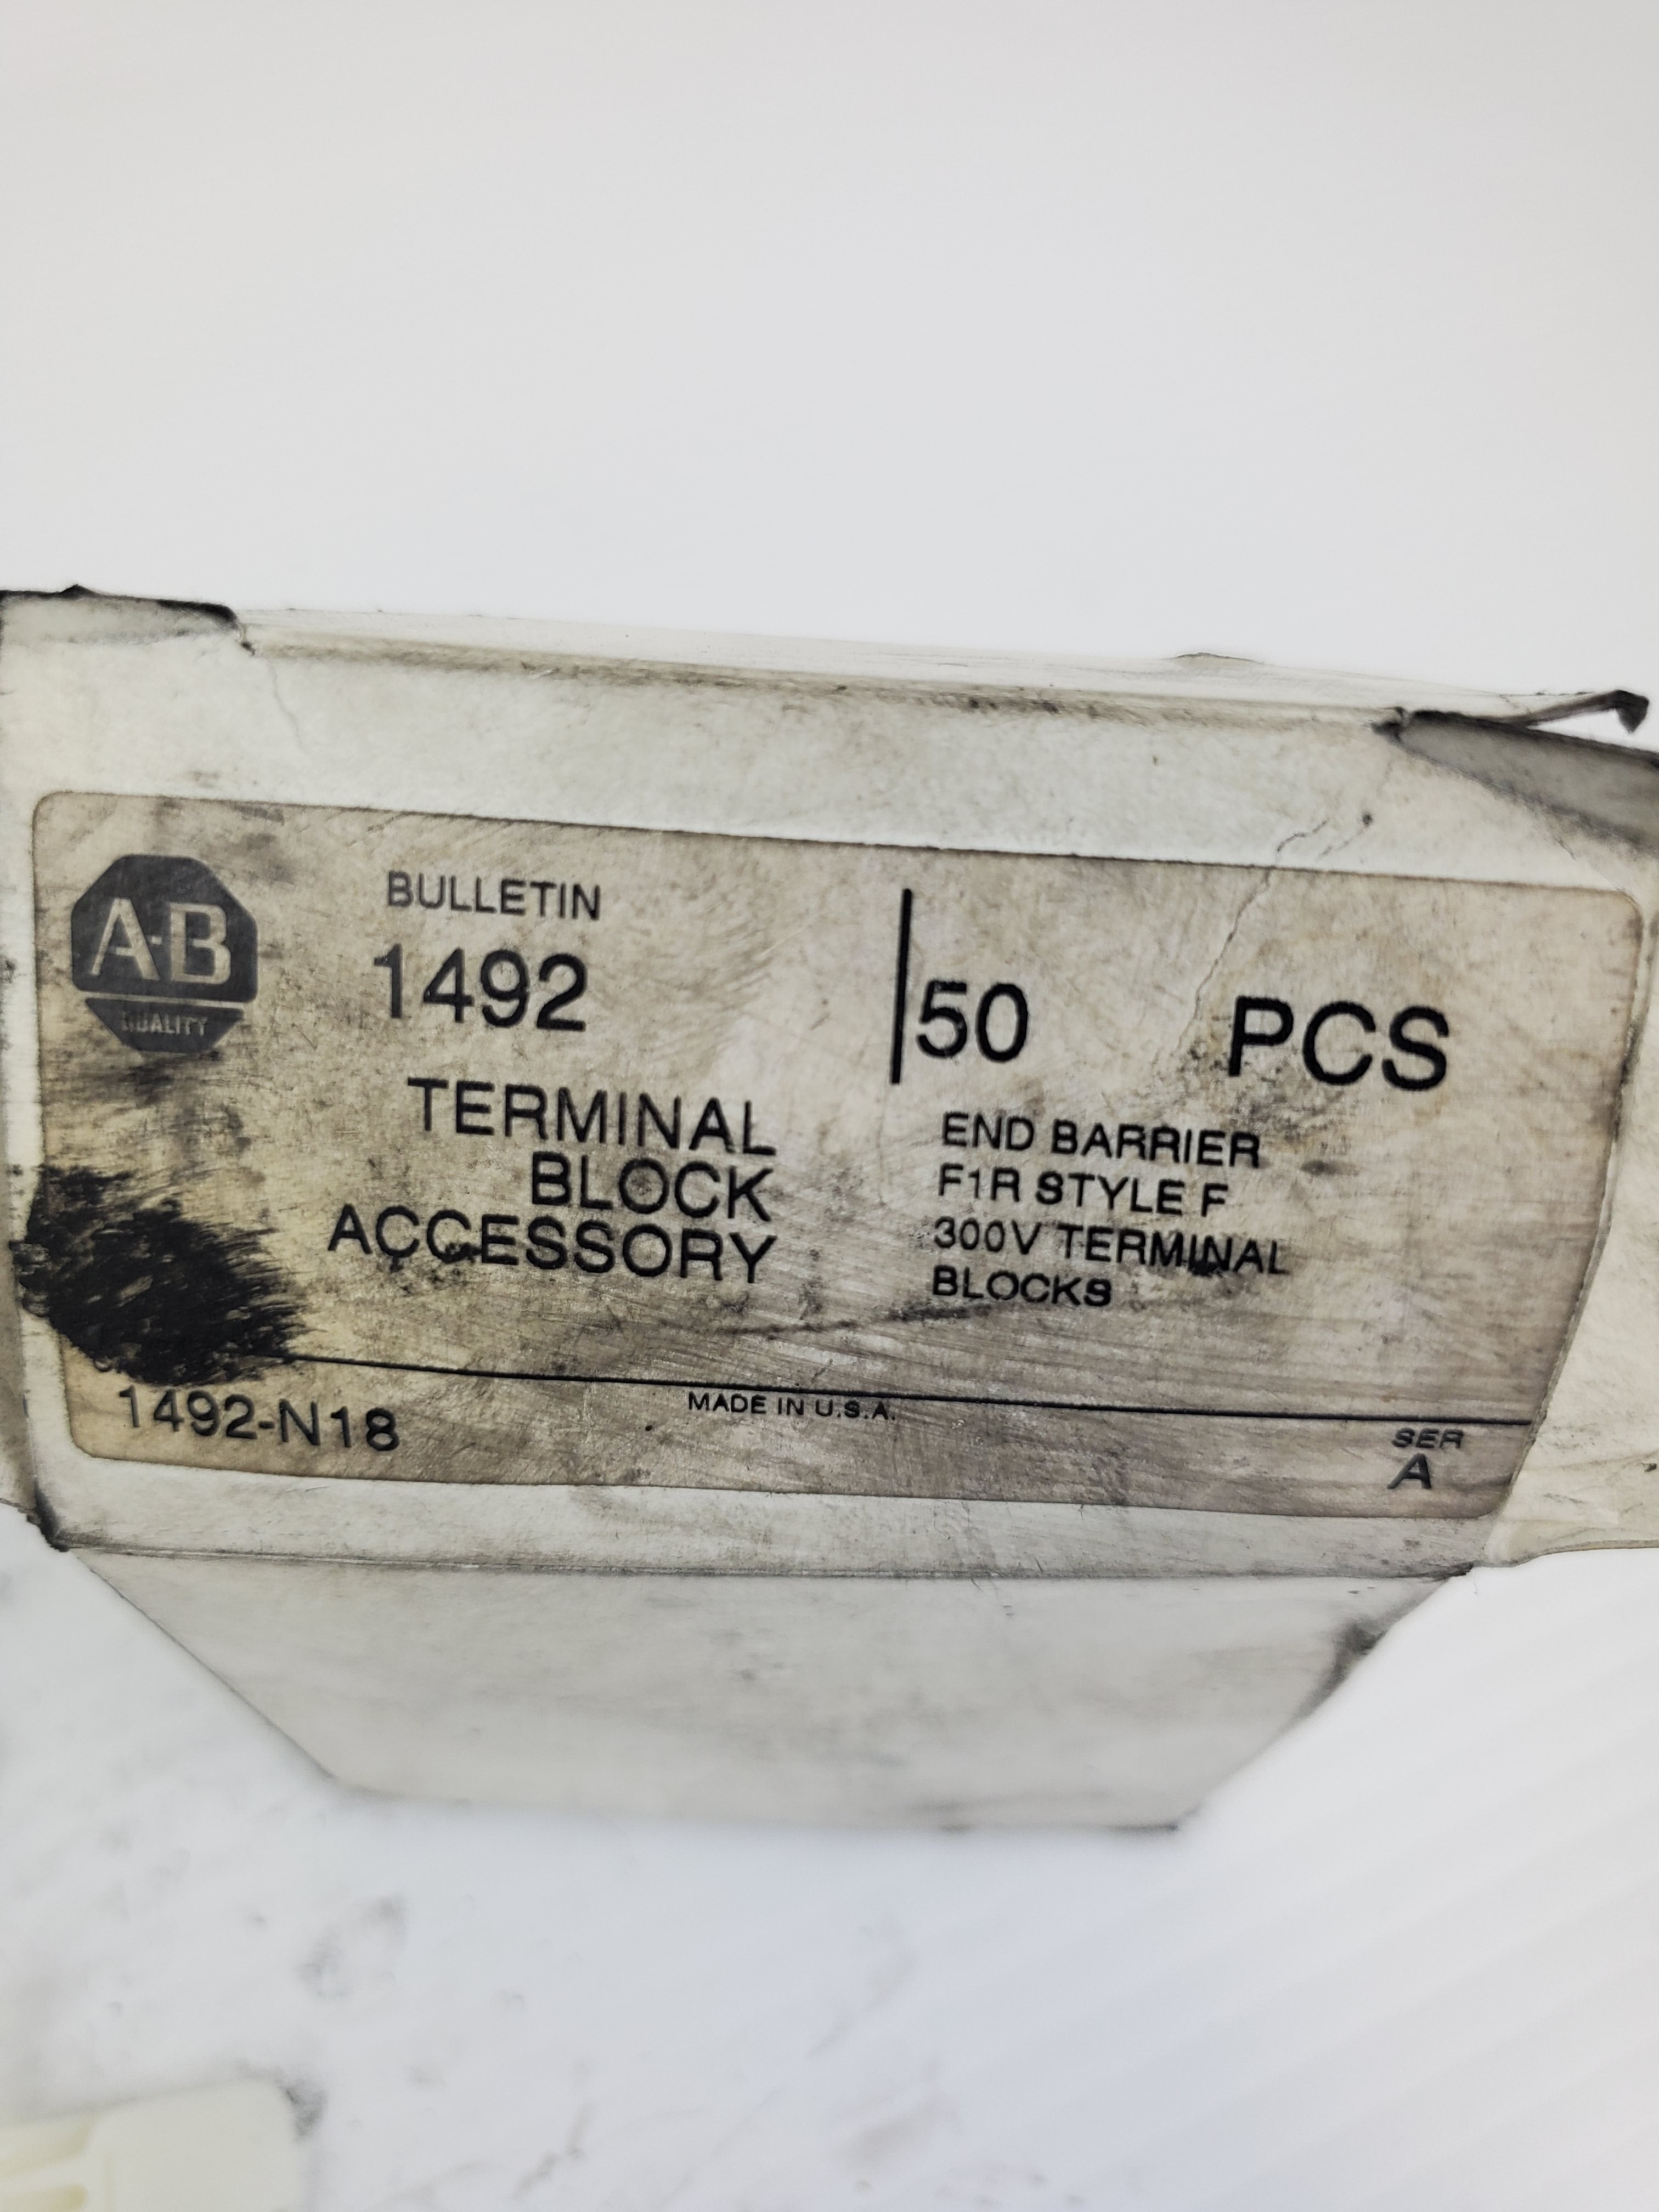 A-B
QUALITY
BULLETIN
1492
TERMINAL
BLOCK
ACCESSORY
50 PCS
END BARRIER
F1R STYLE F
300V TERMINAL
BLOCKS
1492-N18
MADE IN U.S.A.
SER
A